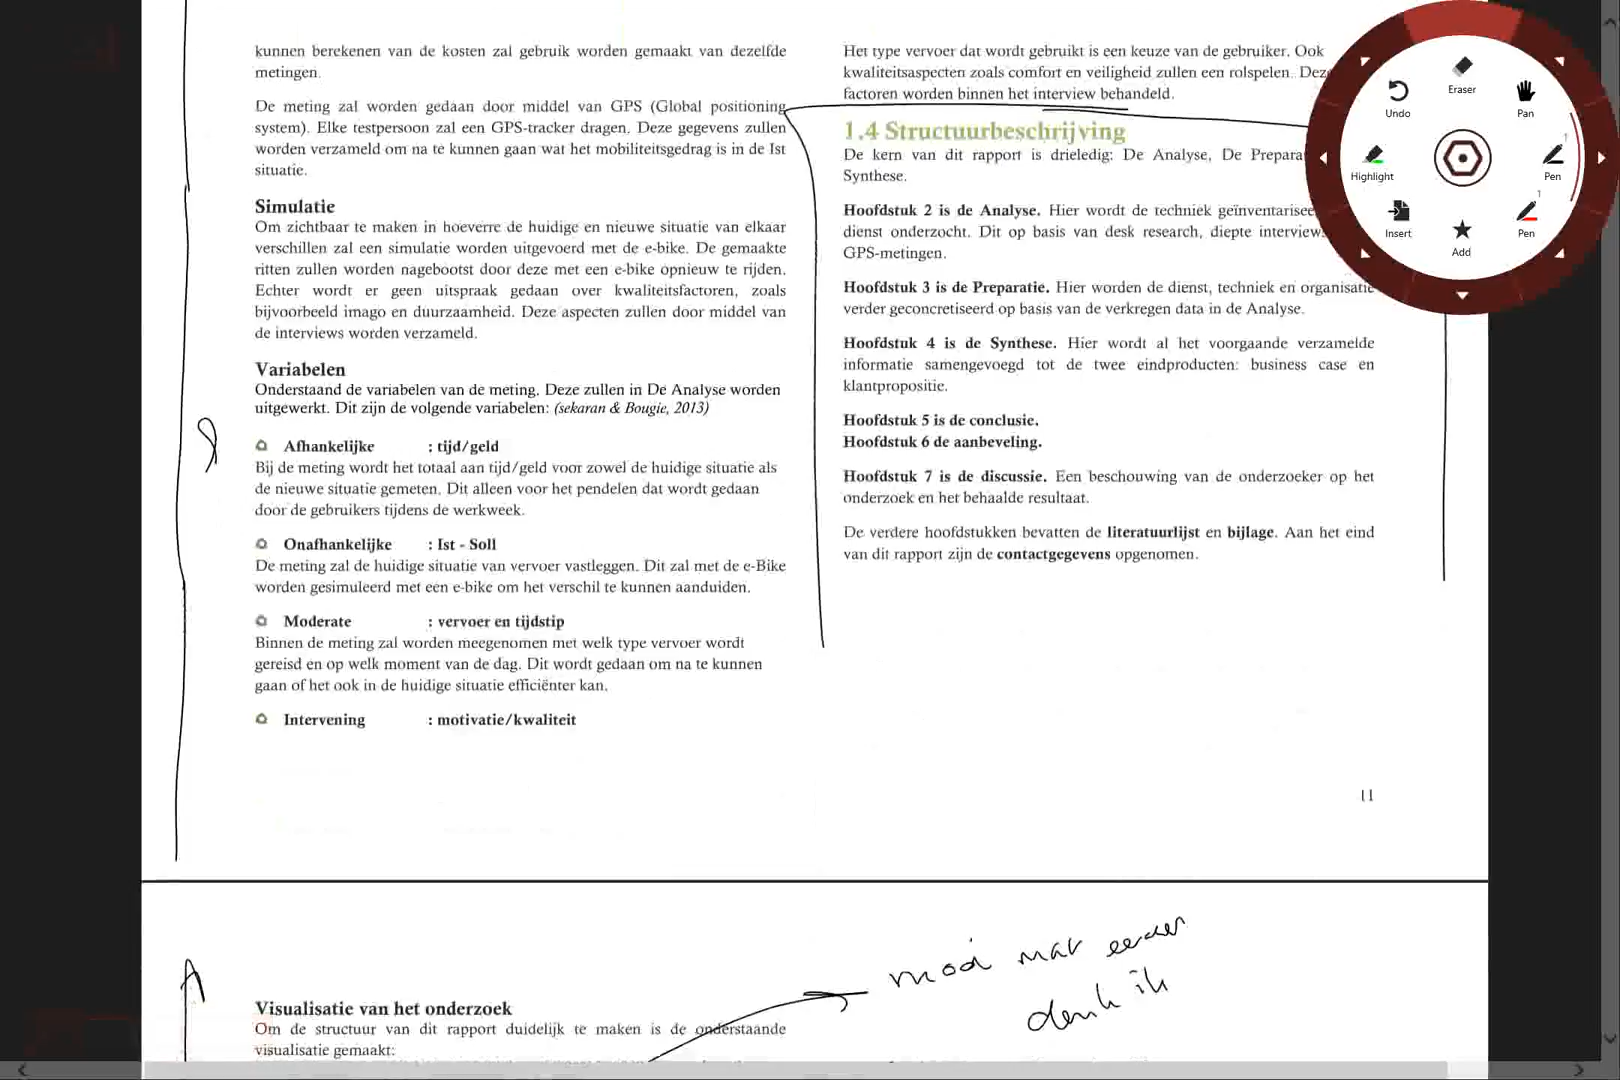 kunnen berekenen van de kosten zal gebruik worden gemaakt van dezelfde
metingen.
De meting zal worden gedaan door middel van GPS (Global positioning
system). Elke testpersoon zal een GPS-tracker dragen. Deze gegevens zullen
worden verzameld om na te kunnen gaan wat het mobiliteitsgedrag is in de Ist
situatie.
Simulatie
Om zichtbaar te maken in hoeverre de huidige en nieuwe situatie van elkaar
verschillen zal een simulatie worden uitgevoerd met de e-bike. De gemaakte
ritten zullen worden nagebootst door deze met een e-bike opnieuw te rijden.
Echter wordt er geen uitspraak gedaan over kwaliteitsfactoren, zoals
bijvoorbeeld imago en duurzaamheid. Deze aspecten zullen door middel van
de interviews worden verzameld.
Variabelen
Onderstaand de variabelen van de meting. Deze zullen in De Analyse worden
uitgewerkt. Dit zijn de volgende variabelen: (sekaran & Bougie, 2013)
Afhankelijke : tijd/geld
Bij de meting wordt het totaal aan tijd/geld voor zowel de huidige situatie als
de nieuwe situatie gemeten. Dit alleen voor het pendelen dat wordt gedaan
door de gebruikers tijdens de werkweek.
Onafhankelijke : Ist - Soll
De meting zal de huidige situatie van vervoer vastleggen. Dit zal met de e-Bike
worden gesimuleerd met een e-bike om het verschil te kunnen aanduiden.
Moderate : vervoer en tijdstip
Binnen de meting zal worden meegenomen met welk type vervoer wordt
gereisd en op welk moment van de dag. Dit wordt gedaan om na te kunnen
gaan of het ook in de huidige situatie efficiënter kan.
Intervening : motivatie/kwaliteit
Het type vervoer dat wordt gebruikt is een keuze van de gebruiker. Ook
kwaliteitsaspecten zoals comfort en veiligheid zullen een rolspelen. Deze
factoren worden binnen het interview behandeld.
1.4 Structuurbeschrijving
De kern van dit rapport is drieledig: De Analyse, De Prepara
Synthese.
Hoofdstuk 2 is de Analyse. Hier wordt de techniek geïnventarisee
dienst onderzocht. Dit op basis van desk research, diepte interview
GPS-metingen.
Hoofdstuk 3 is de Preparatie. Hier worden de dienst, techniek en organisatie
verder geconcretiseerd op basis van de verkregen data in de Analyse.
Hoofdstuk 4 is de Synthese. Hier wordt al het voorgaande verzamelde
informatie samengevoegd tot de twee eindproducten: business case en
klantpropositie.
Hoofdstuk 5 is de conclusie.
Hoofdstuk 6 de aanbeveling.
Hoofdstuk 7 is de discussie. Een beschouwing van de onderzoeker op het
onderzoek en het behaalde resultaat.
De verdere hoofdstukken bevatten de literatuurlijst en bijlage. Aan het eind
van dit rapport zijn de contactgegevens opgenomen.
Eraser
Undo
Pan
Highlight
Pen
1
Insert
Pen
1
Add
11
mooi mar eerder
denk ik
Visualisatie van het onderzoek
Om de structuur van dit rapport duidelijk te maken is de onderstaande
visualisatie gemaakt: